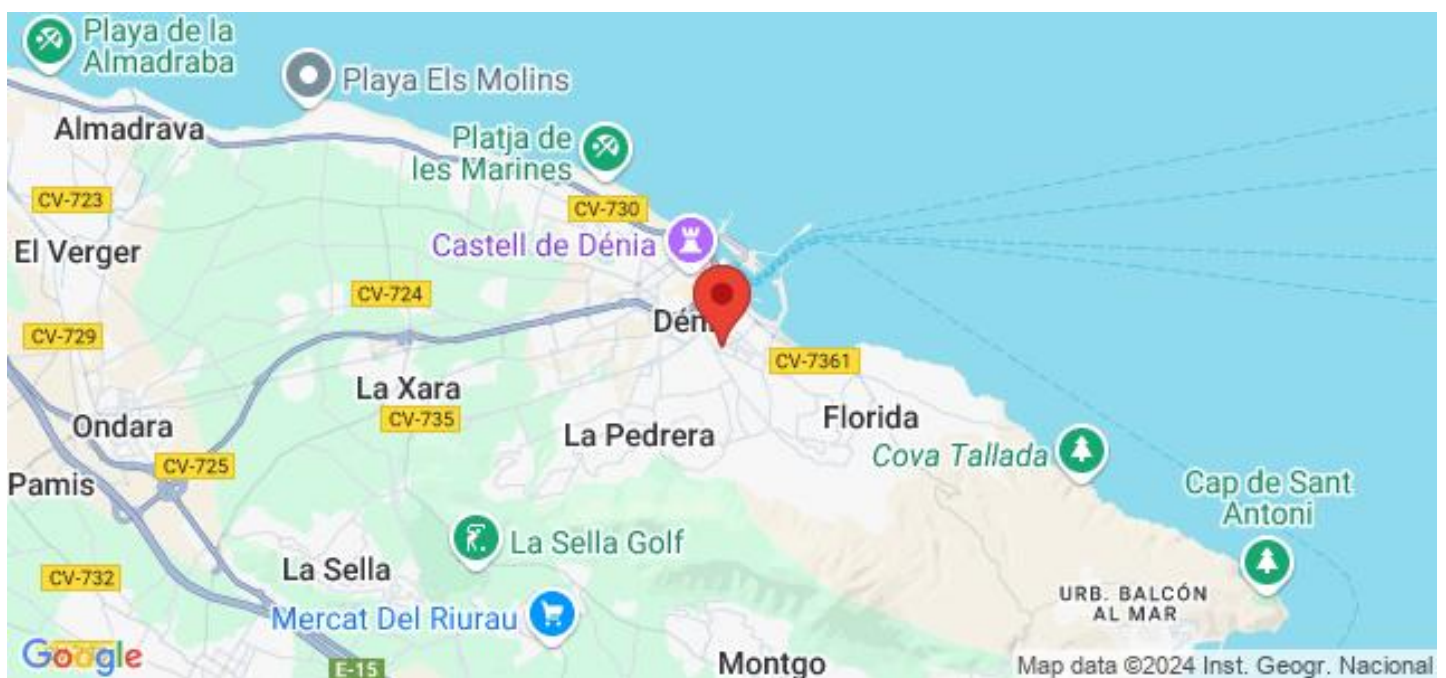 Playa de la
Almadraba
Playa Els Molins
Almadrava
Platja de
les Marines
CV-723
CV-730
El Verger
Castell de Dénia
CV-724
CV-729
CV-7361
La Xara
CV-735
Florida
Ondara
La Pedrera
Cova Tallada
CV-725
Pamis
Cap de Sant
Antoni
La Sella Golf
La Sella
CV-732
URB. BALCÓN
AL MAR
Mercat Del Riurau
Google
E-15
Montgo
Map data ©2024 Inst. Geogr. Nacional